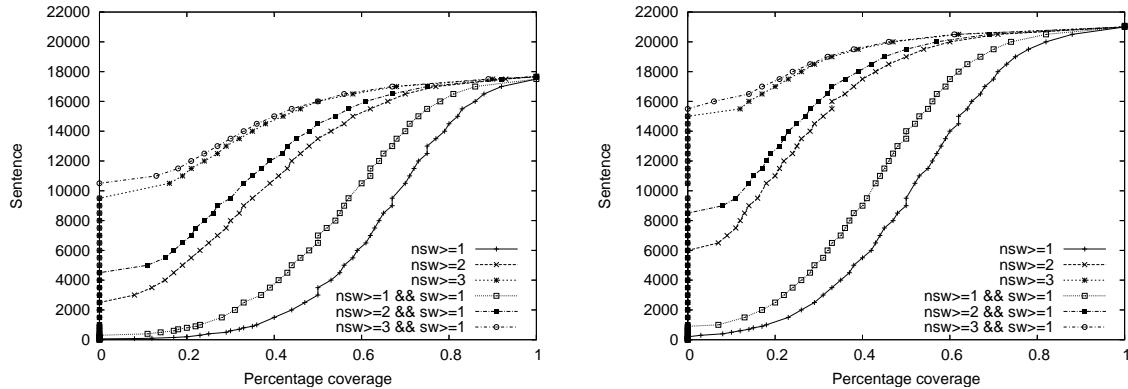 22000
20000
18000
16000
14000
12000
10000
8000
6000
4000
2000
0
Sentence
nsw>=1
nsw>=2
nsw>=3
nsw>=1 && sw>=1
nsw>=2 && sw>=1
nsw>=3 && sw>=1
0 0.2 0.4 0.6 0.8 1
Percentage coverage
22000
20000
18000
16000
14000
12000
10000
8000
6000
4000
2000
0
Sentence
nsw>=1
nsw>=2
nsw>=3
nsw>=1 && sw>=1
nsw>=2 && sw>=1
nsw>=3 && sw>=1
0 0.2 0.4 0.6 0.8 1
Percentage coverage